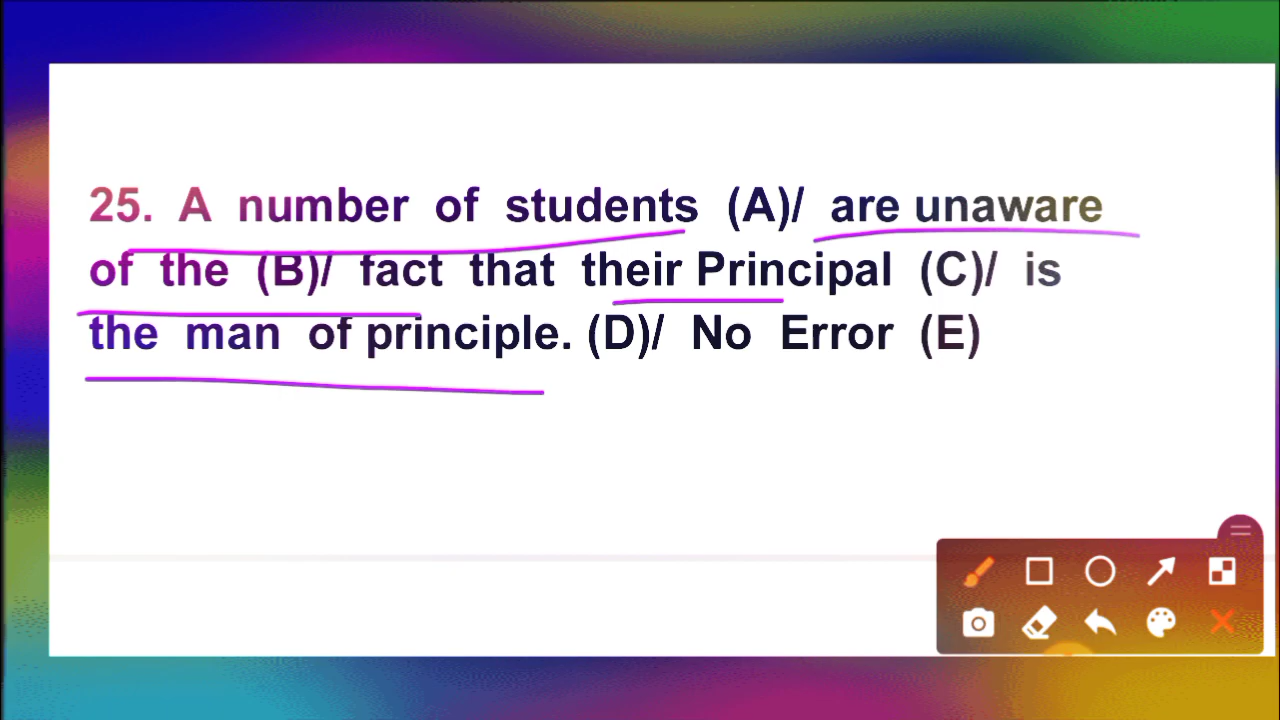 25. A number of students (A)/ are unaware
of the (B)/ fact that their Principal (C)/ is
the man of principle. (D)/ No Error (E)